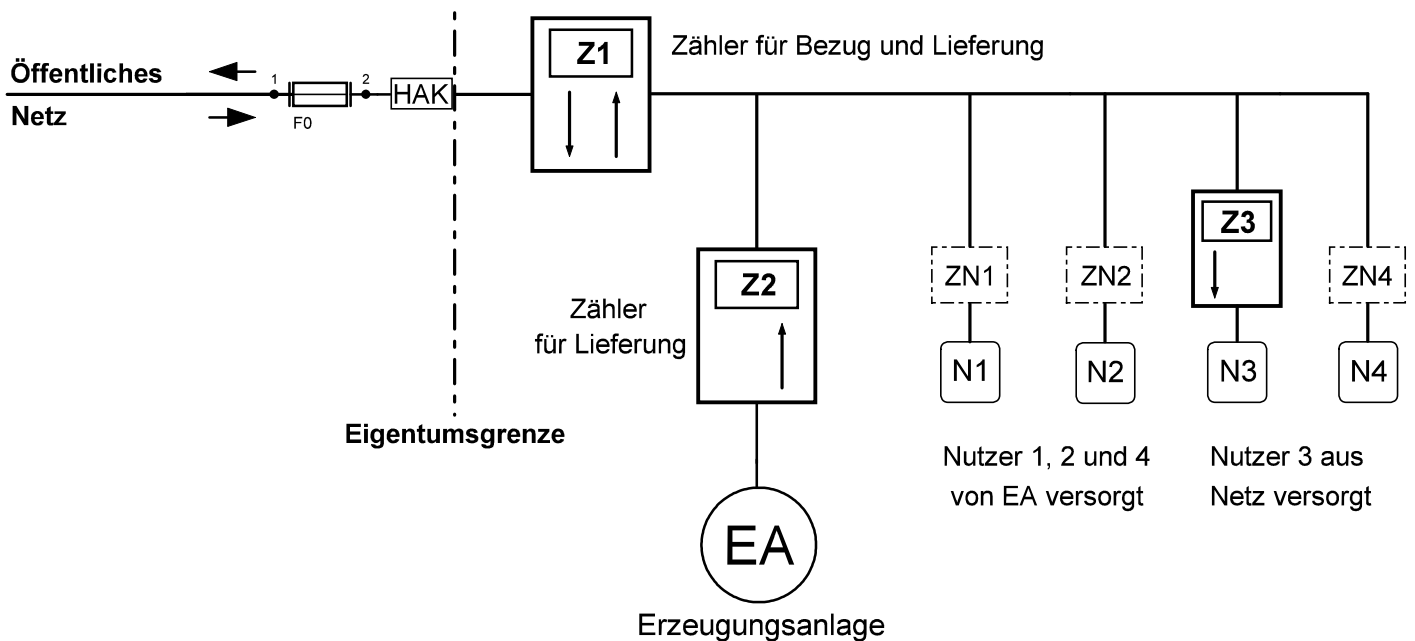 Öffentliches
Netz
1
2
F0
HAK
Z1
Zähler für Bezug und Lieferung
Z2
Zähler
für Lieferung
Eigentumsgrenze
EA
Erzeugungsanlage
ZN1
ZN2
Z3
ZN4
N1
N2
N3
N4
Nutzer 1, 2 und 4
von EA versorgt
Nutzer 3 aus
Netz versorgt